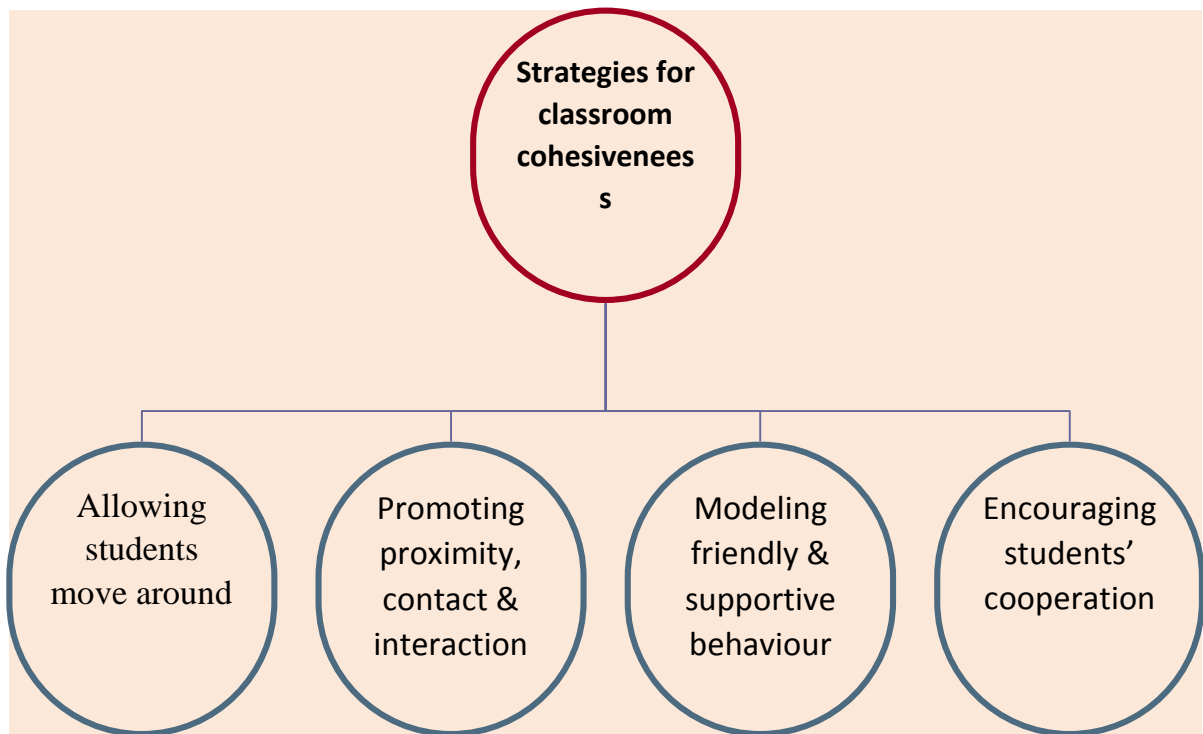 Strategies for
classroom
cohesivenees
s
Allowing
students
move around
Promoting
proximity,
contact &
interaction
Modeling
friendly &
supportive
behaviour
Encouraging
students’
cooperation